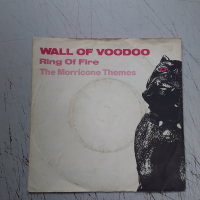 WALL OF VOODOO
Ring Of Fire
The Morricone Themes